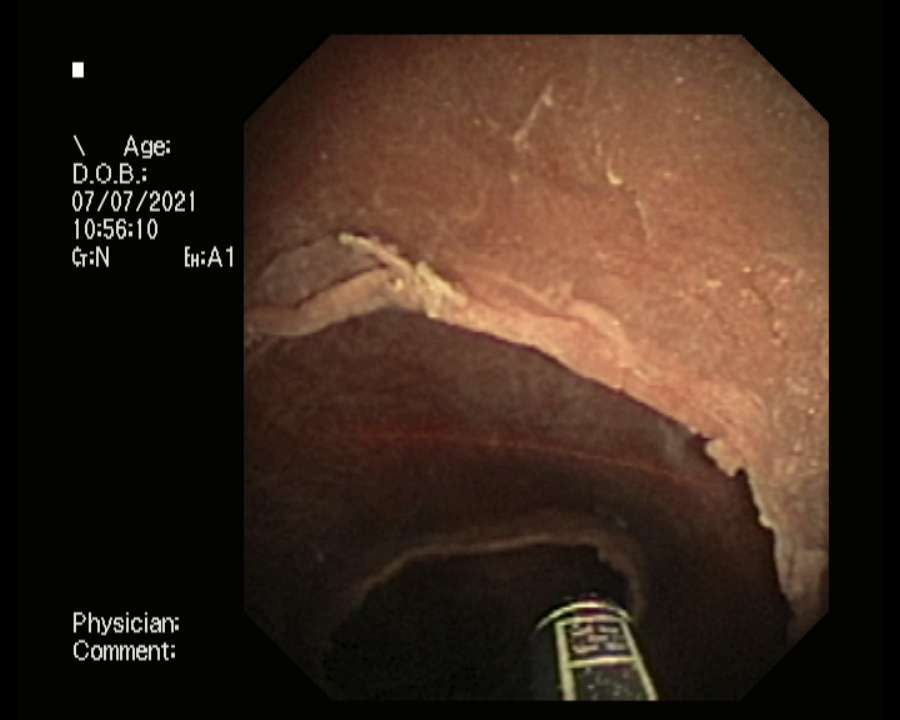 \ Age:
D.O.B.:
07/07/2021
10:56:10
Cr:N Eh:A1
Physician:
Comment: